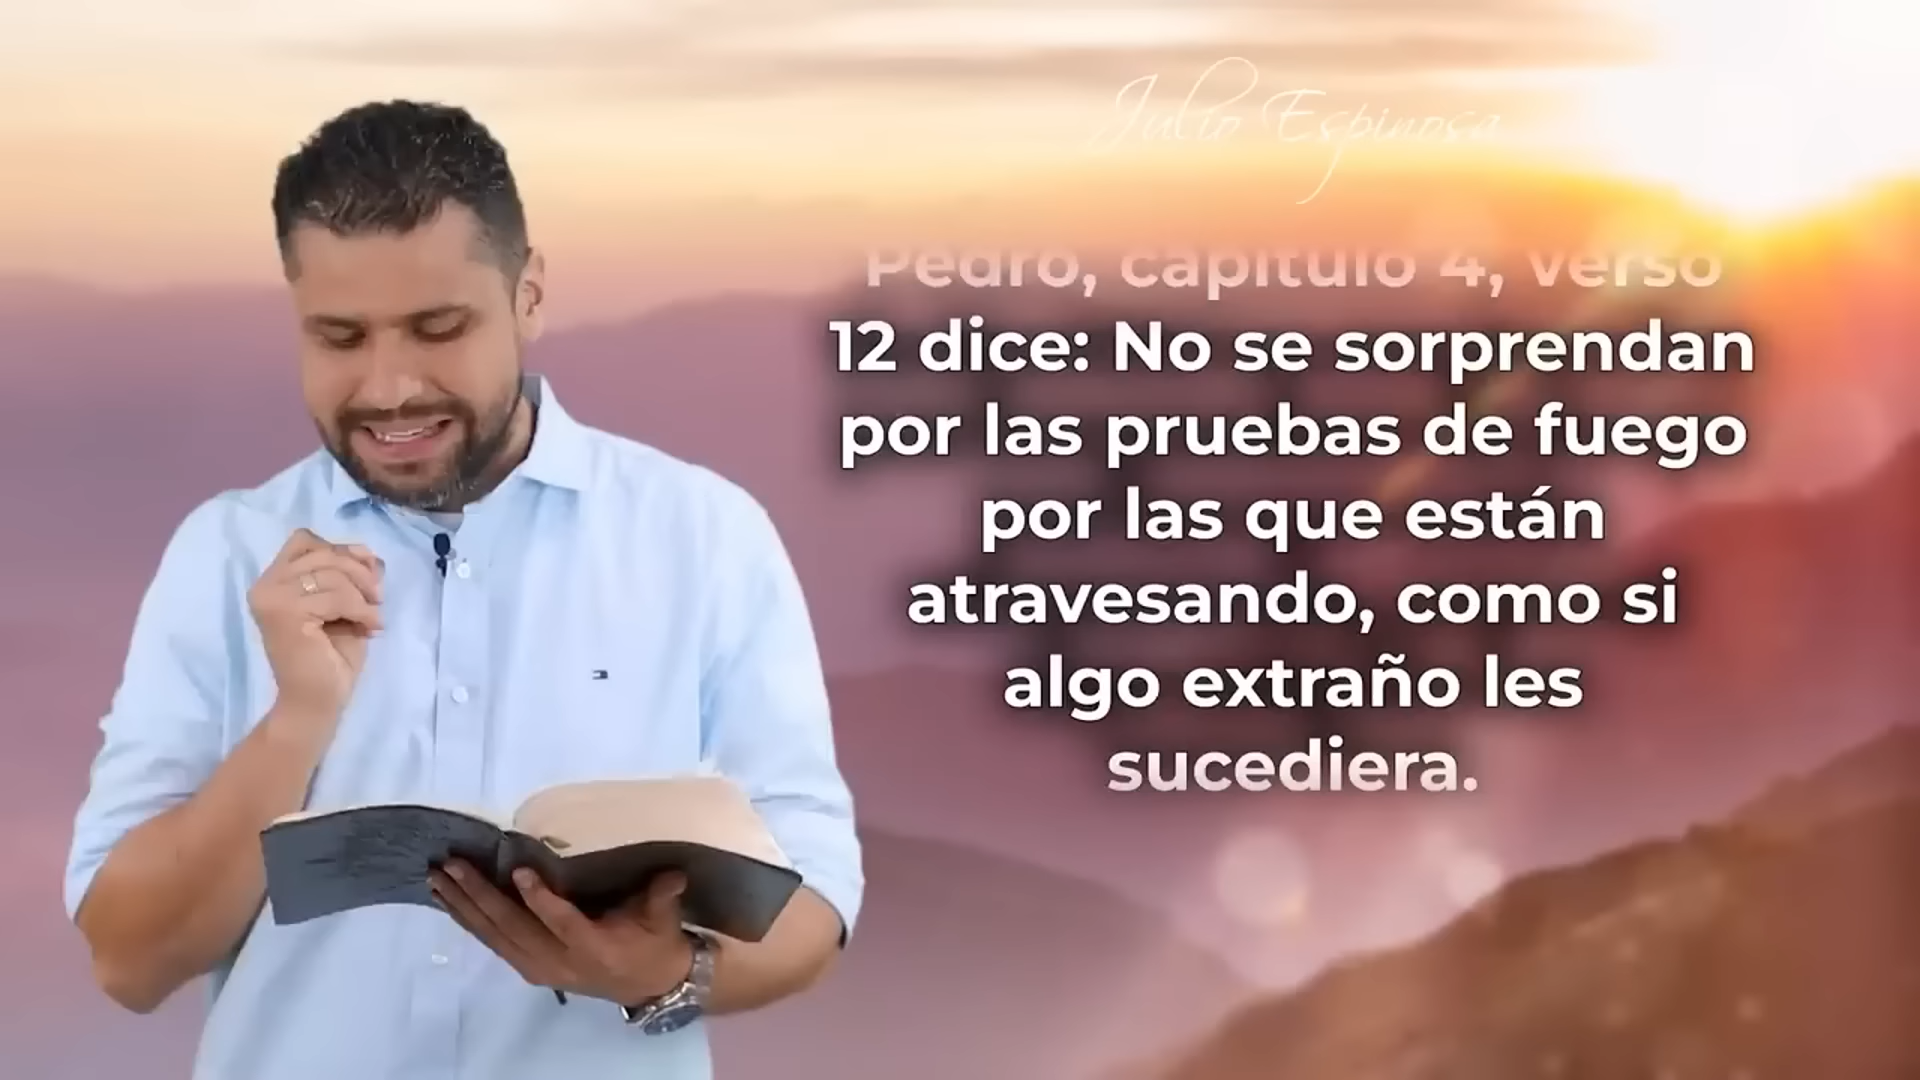 Julio Espinosa
Pedro, capítulo 4, verso
12 dice: No se sorprendan
por las pruebas de fuego
por las que están
atravesando, como si
algo extraño les
sucediera.